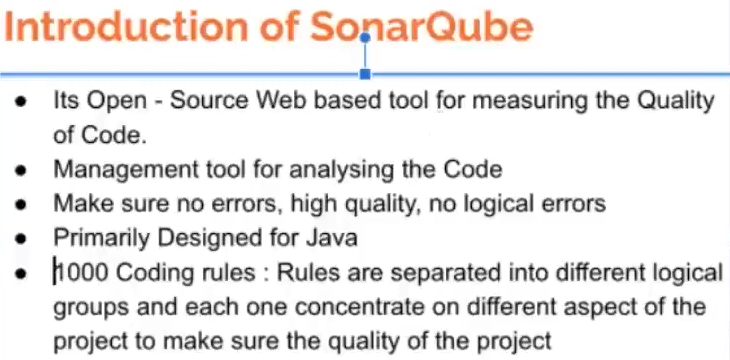 Introduction of SonarQube
● Its Open - Source Web based tool for measuring the Quality
of Code.
● Management tool for analysing the Code
● Make sure no errors, high quality, no logical errors
● Primarily Designed for Java
● 1000 Coding rules : Rules are separated into different logical
groups and each one concentrate on different aspect of the
project to make sure the quality of the project